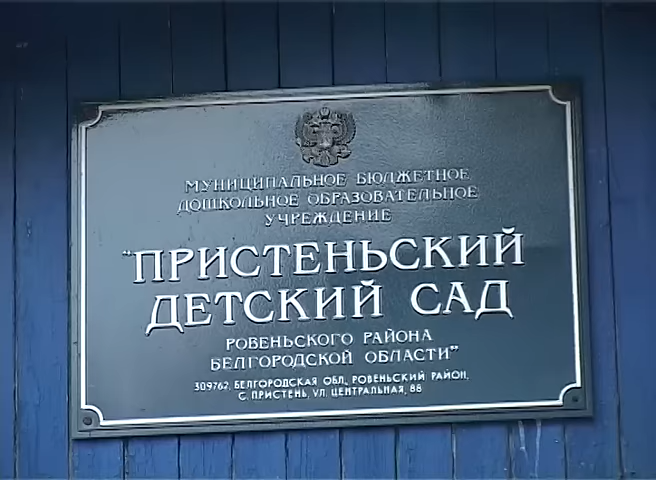 МУНИЦИПАЛЬНОЕ БЮДЖЕТНОЕ
ДОШКОЛЬНОЕ ОБРАЗОВАТЕЛЬНОЕ
УЧРЕЖДЕНИЕ
"ПРИСТЕНЬСКИЙ
ДЕТСКИЙ САД
РОВЕНЬСКОГО РАЙОНА
БЕЛГОРОДСКОЙ ОБЛАСТИ"
309762, БЕЛГОРОДСКАЯ ОБЛ., РОВЕНЬСКИЙ РАЙОН,
С. ПРИСТЕНЬ, УЛ. ЦЕНТРАЛЬНАЯ, 88